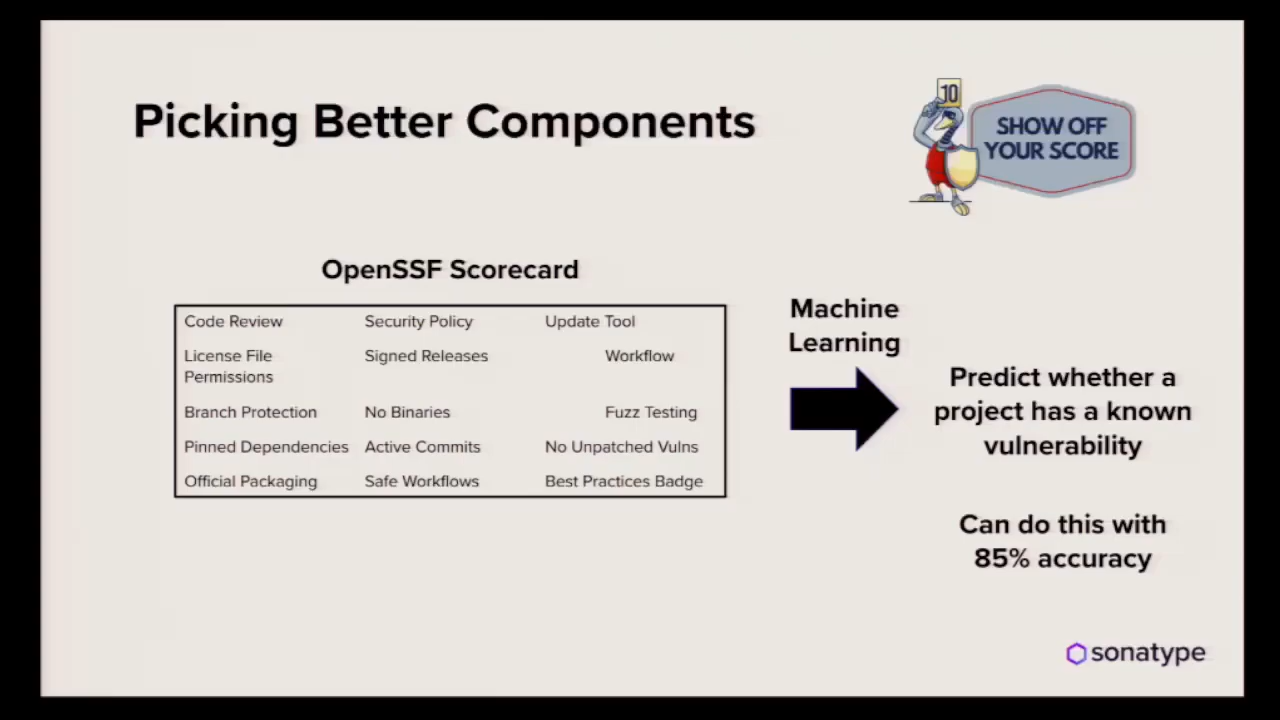 Picking Better Components
10
SHOW OFF
YOUR SCORE
OpenSSF Scorecard
Code Review Security Policy Update Tool
License File Signed Releases Workflow
Permissions
Branch Protection No Binaries Fuzz Testing
Pinned Dependencies Active Commits No Unpatched Vulns
Official Packaging Safe Workflows Best Practices Badge
Machine
Learning
Predict whether a
project has a known
vulnerability
Can do this with
85% accuracy
sonatype